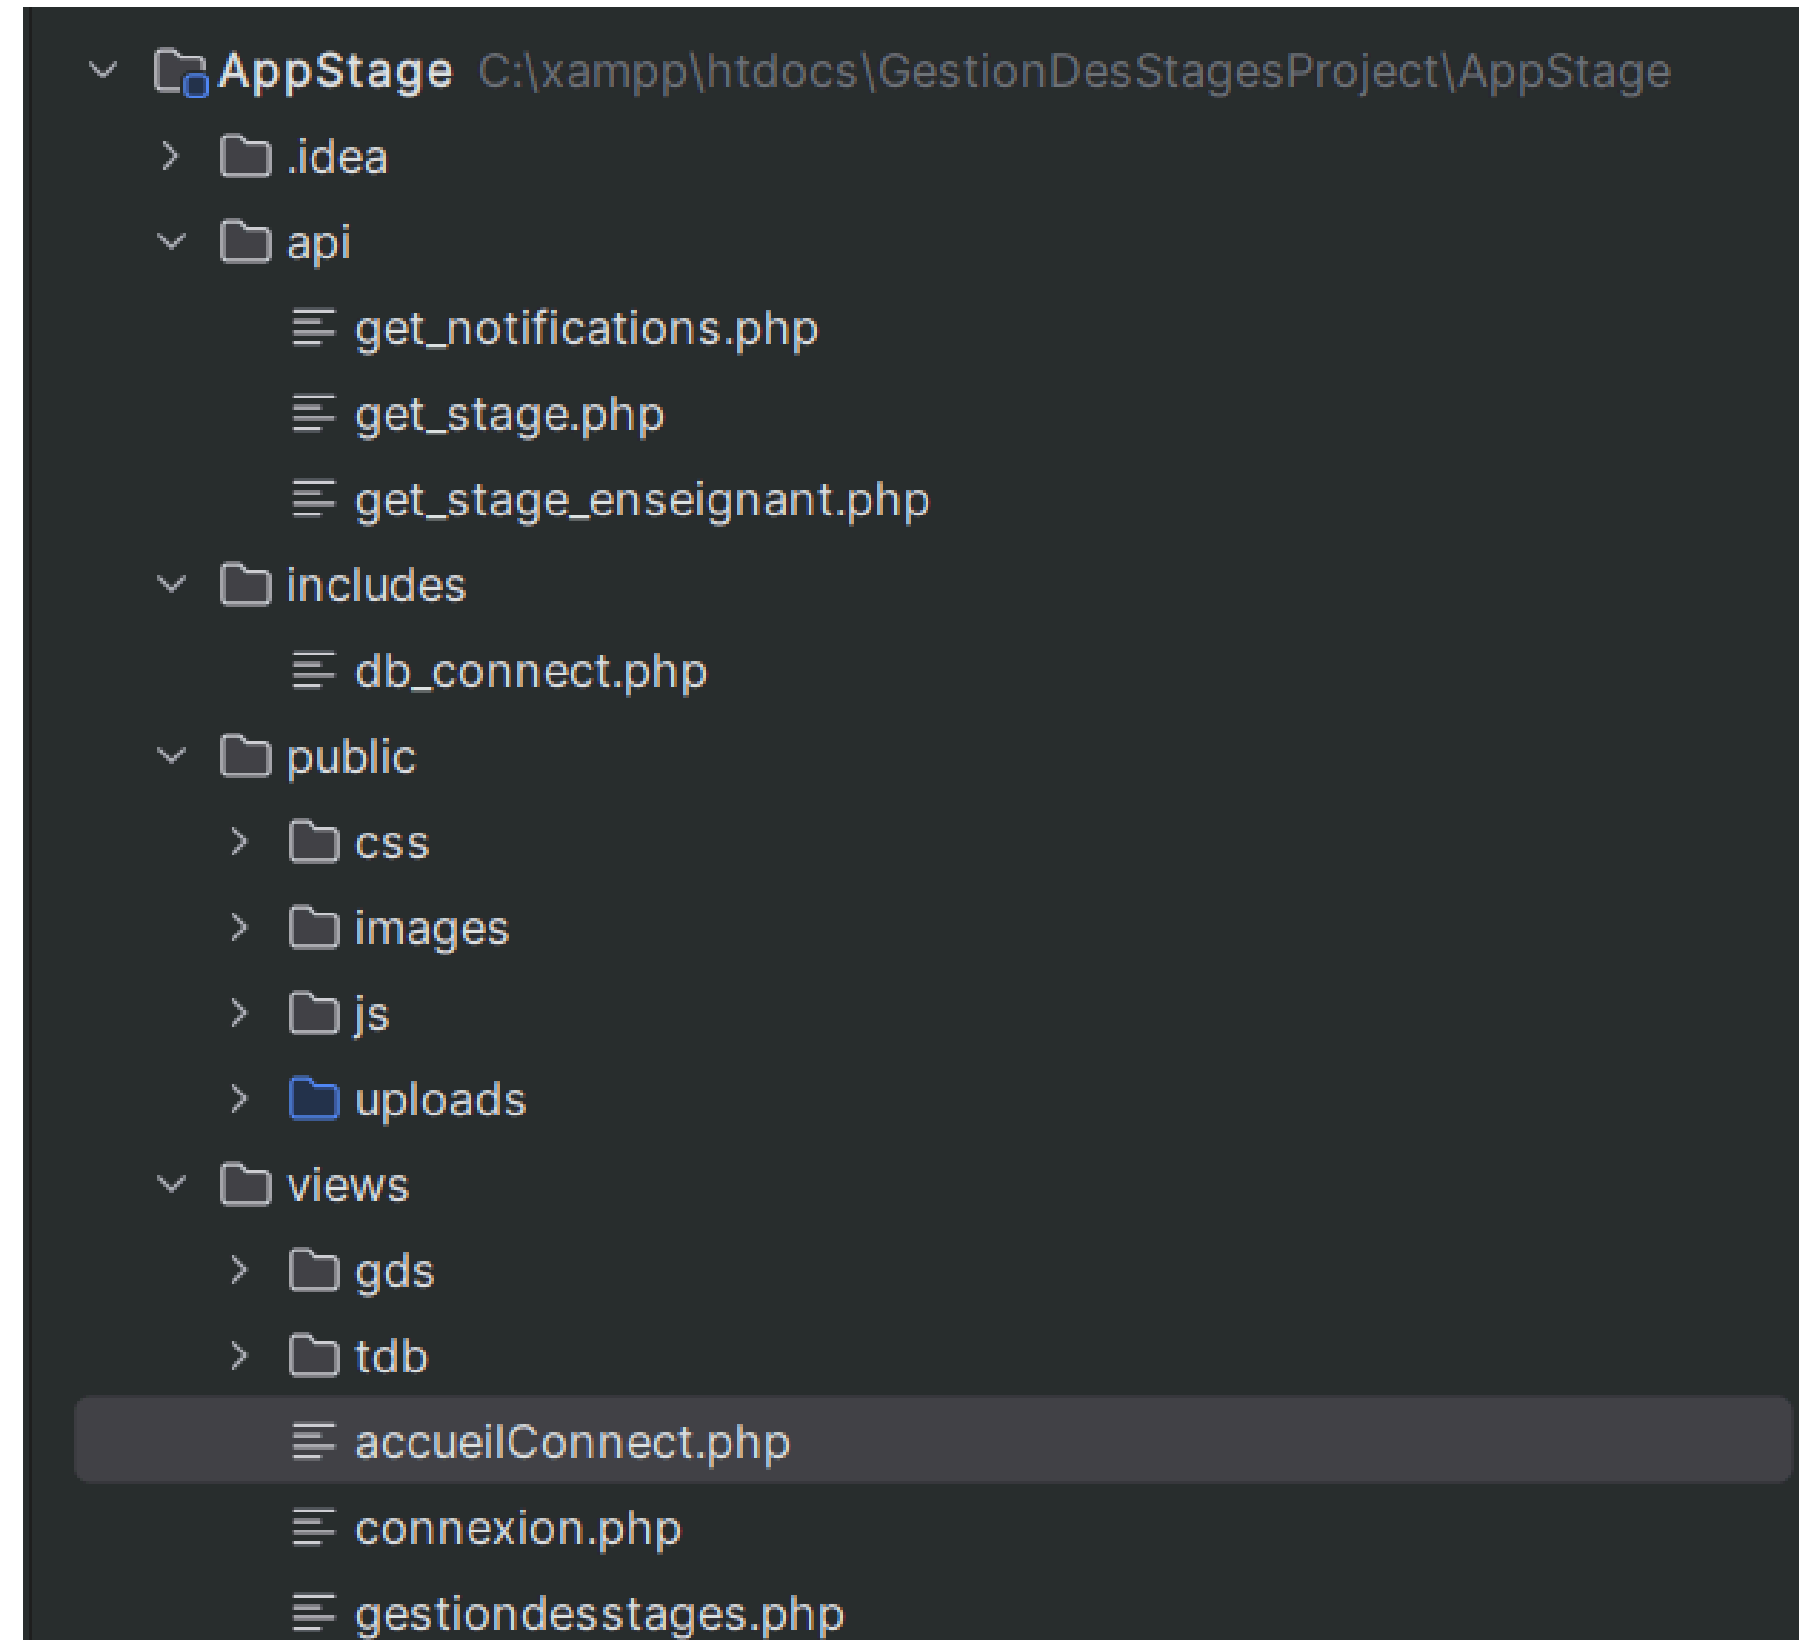 AppStage C:\xampp\htdocs\GestionDesStagesProject\AppStage
.idea
api
get_notifications.php
get_stage.php
get_stage_enseignant.php
includes
db_connect.php
public
css
images
js
uploads
views
gds
tdb
accueilConnect.php
connexion.php
gestiondesstages.php